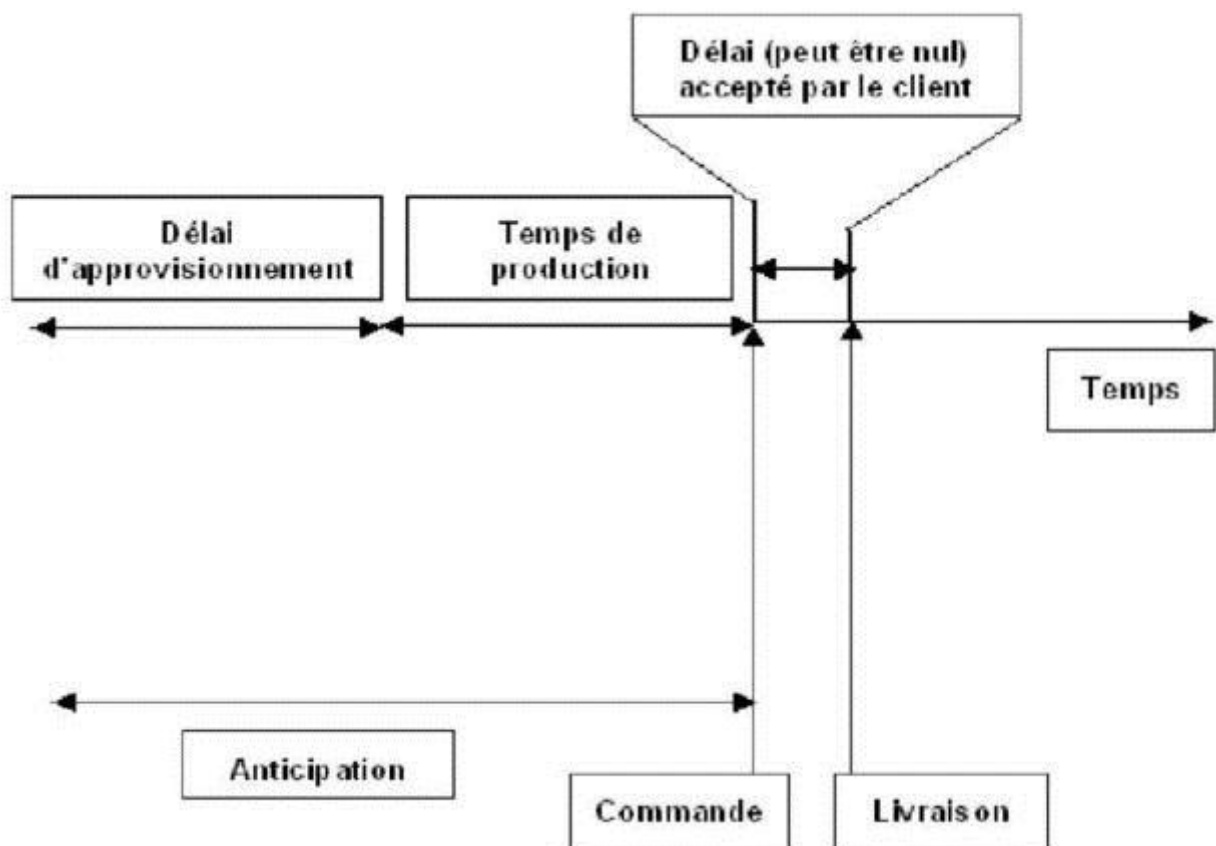 Délai (peut être nul)
accepté par le client
Délai
d'approvisionnement
Temps de
production
Temps
Anticipation
Commande
Livraison